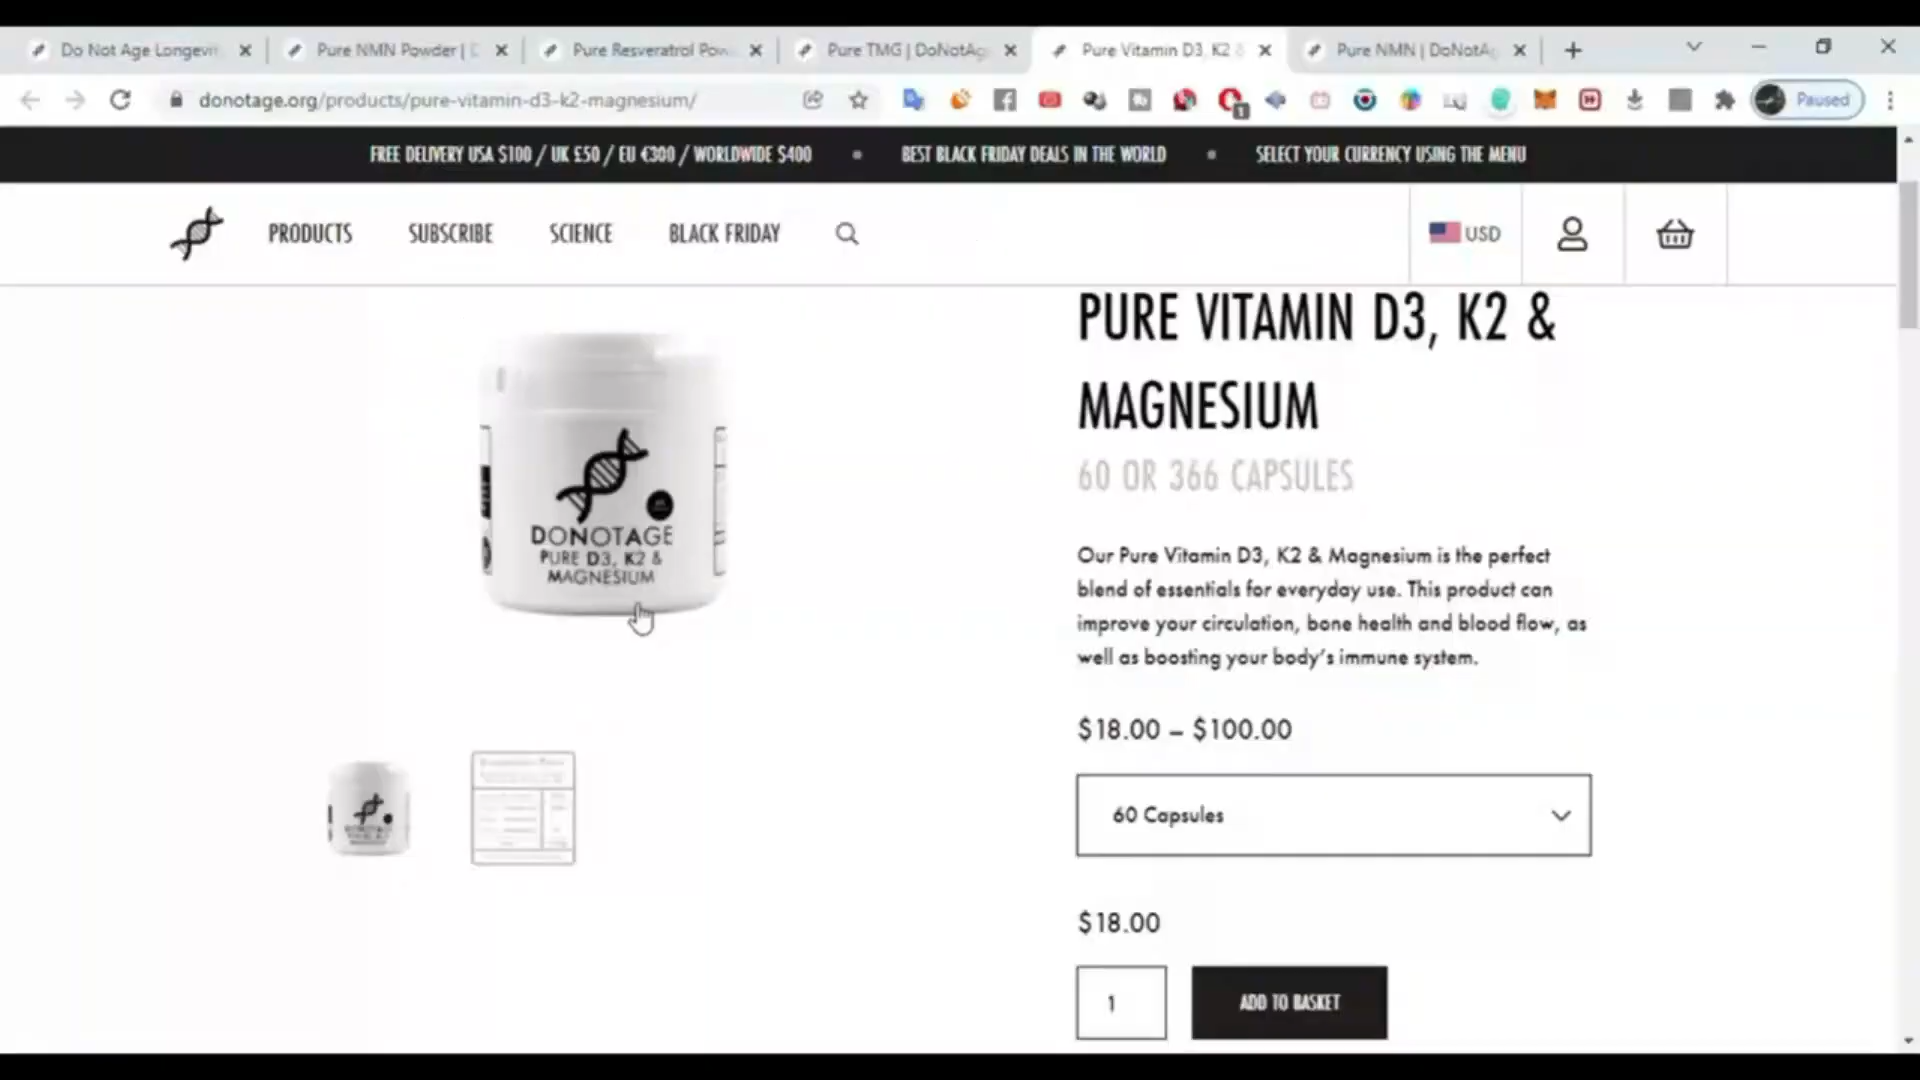 Do Not Age Longevit
Pure NMN Powder |
Pure Resveratrol Pow
Pure TMG | DoNotAg
Pure Vitamin D3, K2 &
Pure NMN | DoNotA
donotage.org/products/pure-vitamin-d3-k2-magnesium/
1
Paused
FREE DELIVERY USA $100 / UK £50 / EU €300 / WORLDWIDE $400
BEST BLACK FRIDAY DEALS IN THE WORLD
SELECT YOUR CURRENCY USING THE MENU
PRODUCTS
SUBSCRIBE
SCIENCE
BLACK FRIDAY
USD
PURE VITAMIN D3, K2 &
MAGNESIUM
60 OR 366 CAPSULES
DONOTAGE
PURE D3, K2 &
MAGNESIUM
Our Pure Vitamin D3, K2 & Magnesium is the perfect
blend of essentials for everyday use. This product can
improve your circulation, bone health and blood flow, as
well as boosting your body's immune system.
$18.00 – $100.00
60 Capsules
$18.00
1
ADD TO BASKET